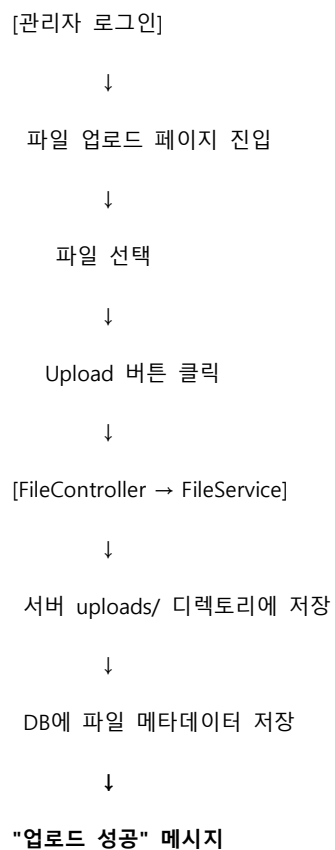 [관리자 로그인]
↓
파일 업로드 페이지 진입
↓
파일 선택
↓
Upload 버튼 클릭
↓
[FileController → FileService]
↓
서버 uploads/ 디렉토리에 저장
↓
DB에 파일 메타데이터 저장
↓
"업로드 성공" 메시지